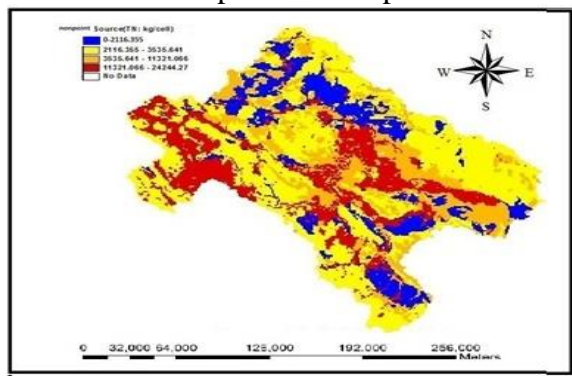 nonpoint Source(TN: kg/cell)
0-2116.355
2116.355 - 3535.641
3535.641 - 11321.066
11321.066 - 24244.27
No Data
N
W E
S
0 32,000 64,000 128,000 192,000 256,000
Meters